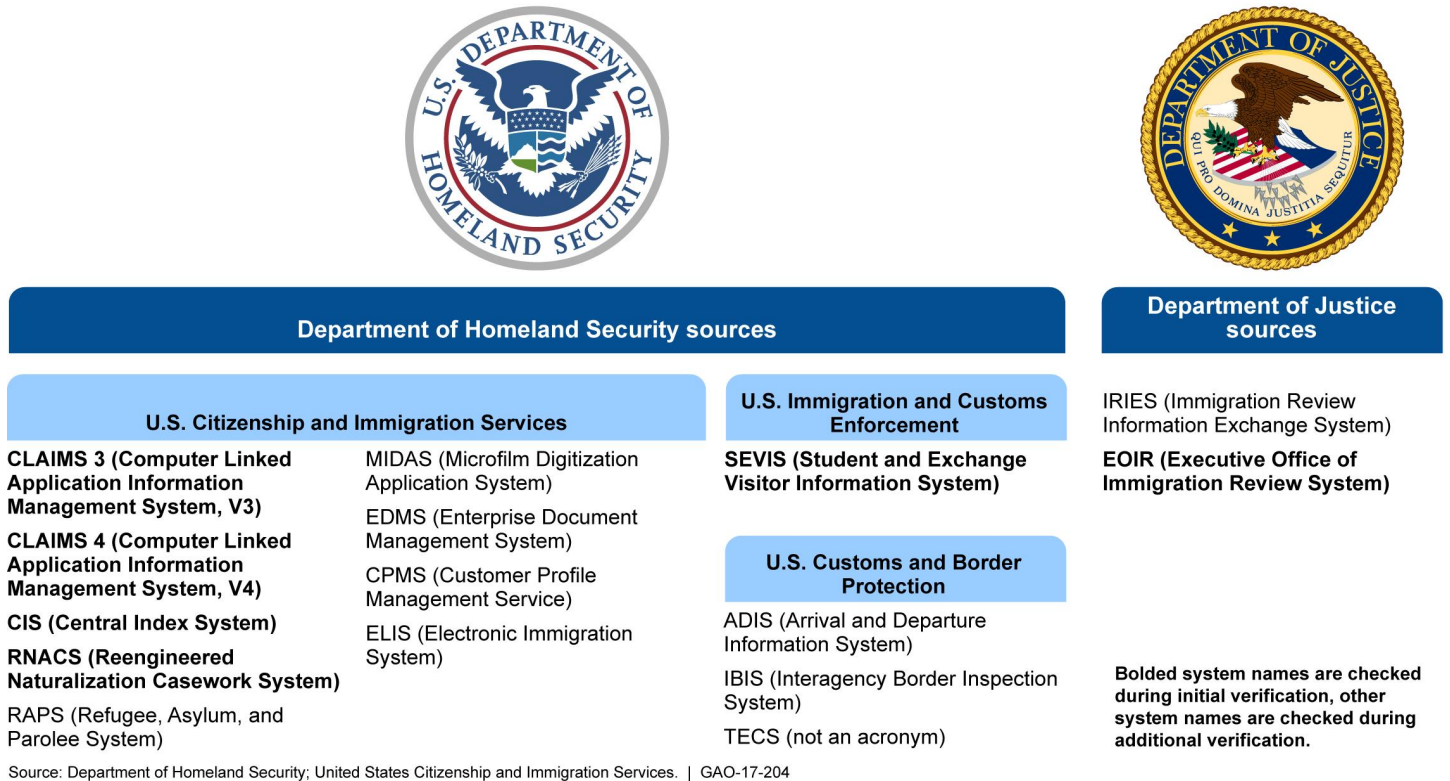 U.S. DEPARTMENT OF
HOMELAND SECURITY
DEPARTMENT OF JUSTICE
QUI PRO DOMINA JUSTITIA SEQUITUR
Department of Homeland Security sources
Department of Justice
sources
U.S. Citizenship and Immigration Services
CLAIMS 3 (Computer Linked
Application Information
Management System, V3)
CLAIMS 4 (Computer Linked
Application Information
Management System, V4)
CIS (Central Index System)
RNACS (Reengineered
Naturalization Casework System)
RAPS (Refugee, Asylum, and
Parolee System)
MIDAS (Microfilm Digitization
Application System)
EDMS (Enterprise Document
Management System)
CPMS (Customer Profile
Management Service)
ELIS (Electronic Immigration
System)
U.S. Immigration and Customs
Enforcement
SEVIS (Student and Exchange
Visitor Information System)
U.S. Customs and Border
Protection
ADIS (Arrival and Departure
Information System)
IBIS (Interagency Border Inspection
System)
TECS (not an acronym)
IRIES (Immigration Review
Information Exchange System)
EOIR (Executive Office of
Immigration Review System)
Bolded system names are checked
during initial verification, other
system names are checked during
additional verification.
Source: Department of Homeland Security; United States Citizenship and Immigration Services. | GAO-17-204